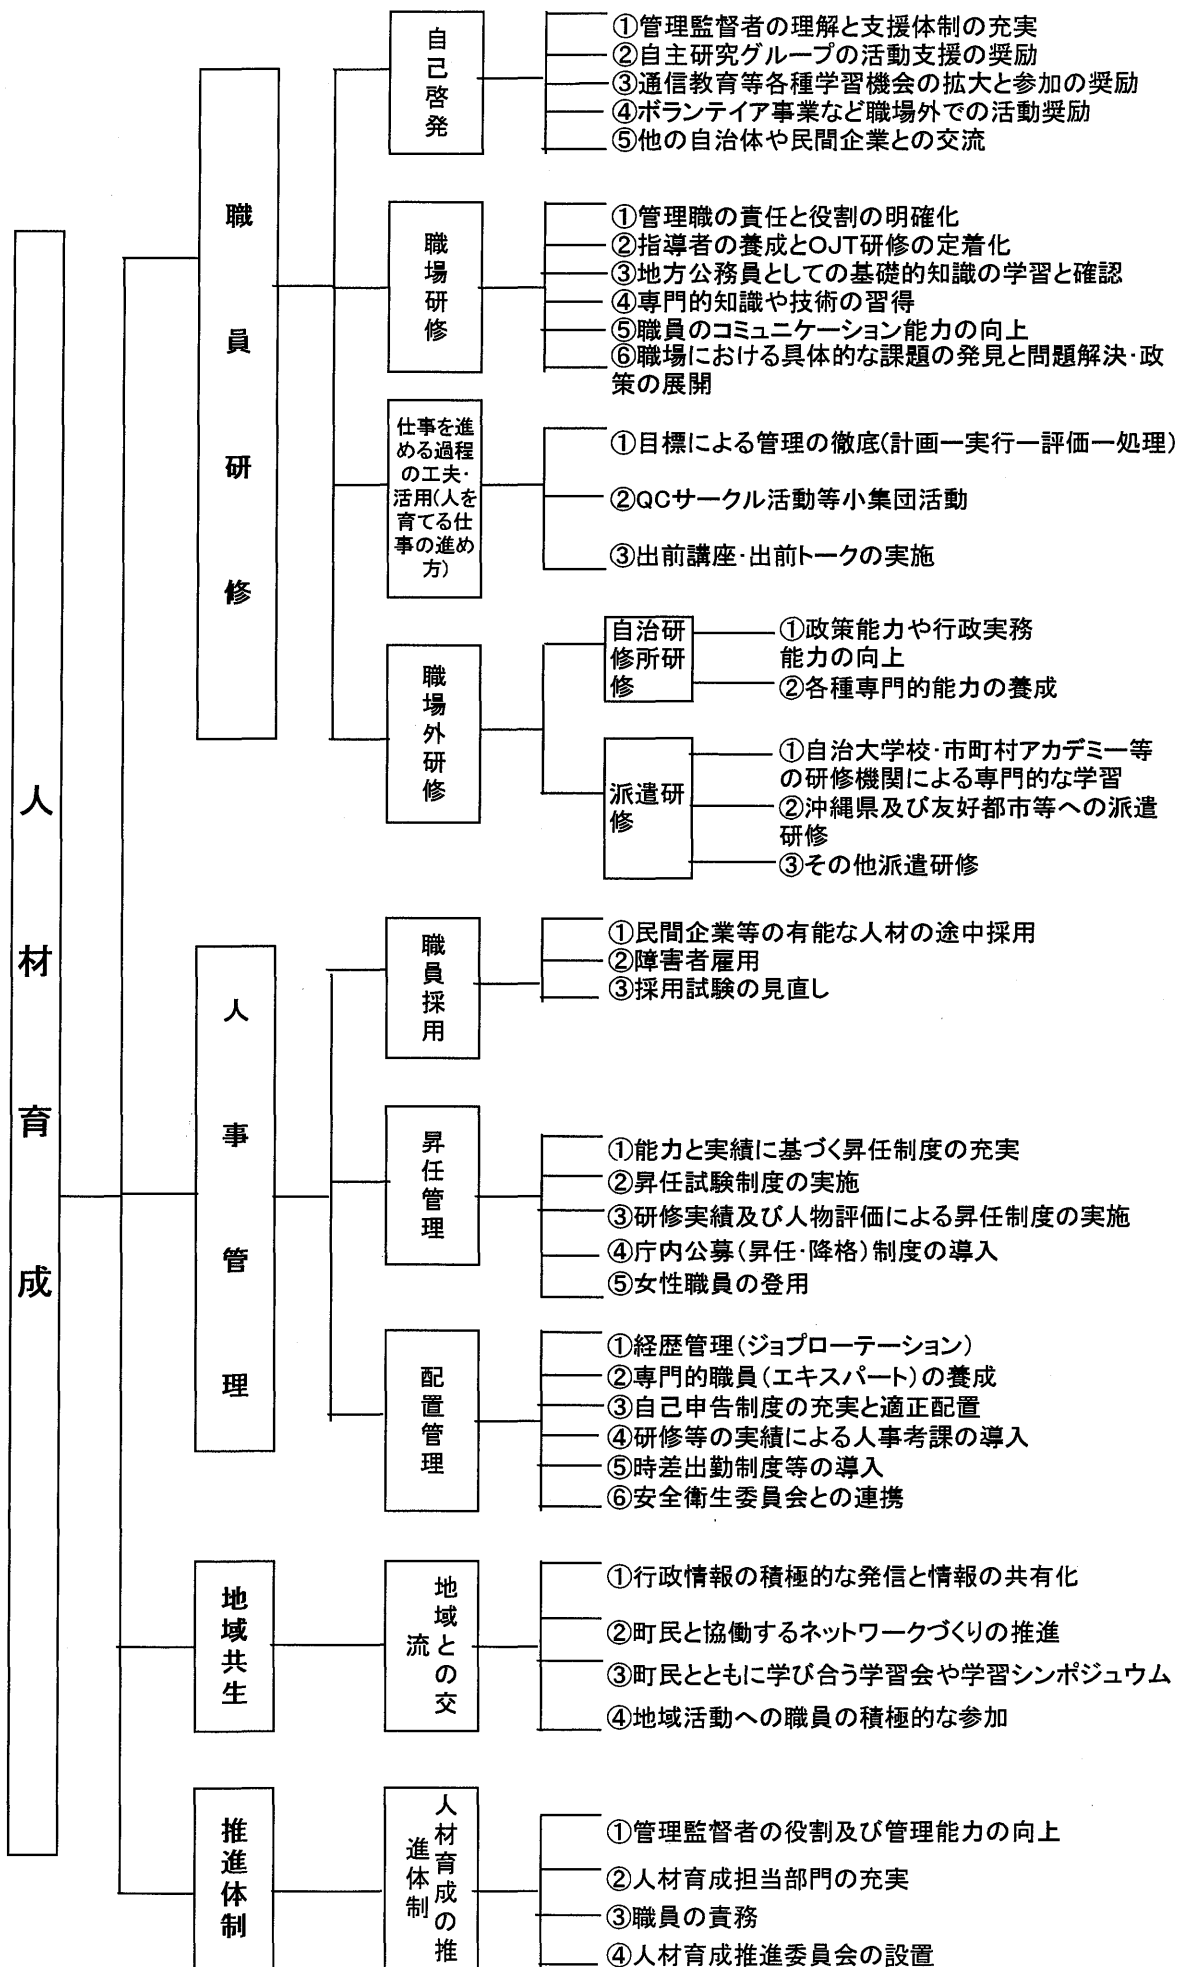 人材育成
職員研修
自己啓発
①管理監督者の理解と支援体制の充実
②自主研究グループの活動支援の奨励
③通信教育等各種学習機会の拡大と参加の奨励
④ボランテイア事業など職場外での活動奨励
⑤他の自治体や民間企業との交流
職場研修
①管理職の責任と役割の明確化
②指導者の養成とOJT研修の定着化
③地方公務員としての基礎的知識の学習と確認
④専門的知識や技術の習得
⑤職員のコミュニケーション能力の向上
⑥職場における具体的な課題の発見と問題解決・政
策の展開
仕事を進
める過程
の工夫・
活用(人を
育てる仕
事の進め
方)
①目標による管理の徹底(計画ー実行ー評価ー処理)
②QCサークル活動等小集団活動
③出前講座・出前トークの実施
職場外研修
自治研
修所研
修
①政策能力や行政実務
能力の向上
②各種専門的能力の養成
派遣研
修
①自治大学校・市町村アカデミー等
の研修機関による専門的な学習
②沖縄県及び友好都市等への派遣
研修
③その他派遣研修
人事管理
職員採用
①民間企業等の有能な人材の途中採用
②障害者雇用
③採用試験の見直し
昇任管理
①能力と実績に基づく昇任制度の充実
②昇任試験制度の実施
③研修実績及び人物評価による昇任制度の実施
④庁内公募(昇任・降格)制度の導入
⑤女性職員の登用
配置管理
①経歴管理(ジョプローテーション)
②専門的職員(エキスパート)の養成
③自己申告制度の充実と適正配置
④研修等の実績による人事考課の導入
⑤時差出勤制度等の導入
⑥安全衛生委員会との連携
地域共生
地域との交
流
①行政情報の積極的な発信と情報の共有化
②町民と協働するネットワークづくりの推進
③町民とともに学び合う学習会や学習シンポジュウム
④地域活動への職員の積極的な参加
推進体制
人材育成の推
進体制
①管理監督者の役割及び管理能力の向上
②人材育成担当部門の充実
③職員の責務
④人材育成推進委員会の設置